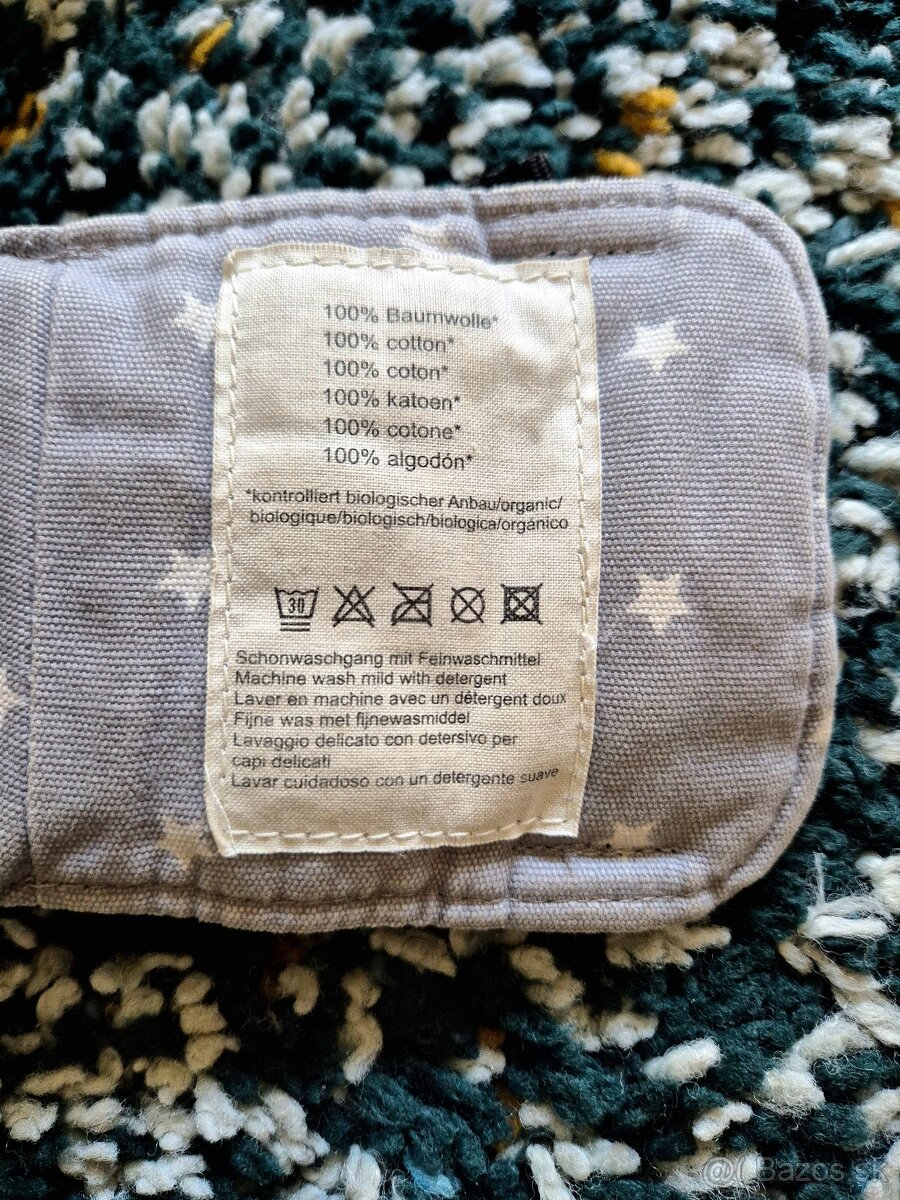 100% Baumwolle*
100% cotton*
100% coton*
100% katoen*
100% cotone*
100% algodón*
*kontrolliert biologischer Anbau/organic/
biologique/biologisch/biologica/orgánico
30
Schonwaschgang mit Feinwaschmittel
Machine wash mild with detergent
Laver en machine avec un détergent doux
Fijne was met fijnewasmiddel
Lavaggio delicato con detersivo per
capi delicati
Lavar cuidadoso con un detergente suave
Bazos.sk